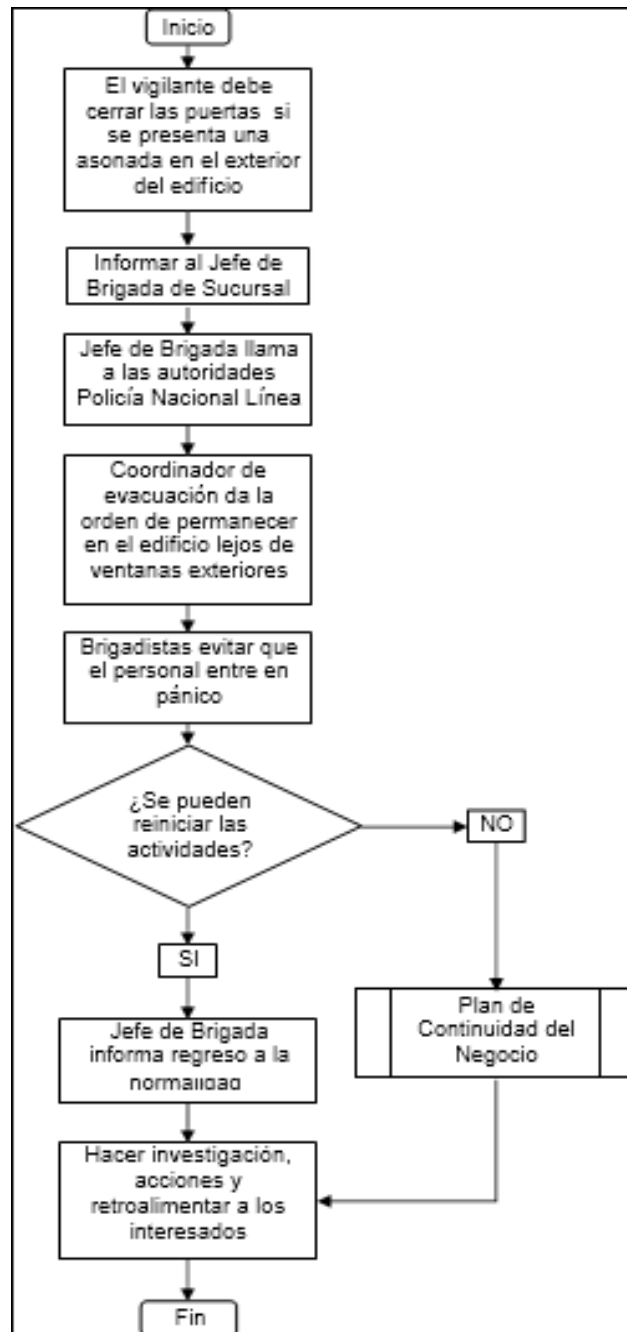 Inicio
El vigilante debe
cerrar las puertas si
se presenta una
asonada en el exterior
del edificio
Informar al Jefe de
Brigada de Sucursal
Jefe de Brigada llama
a las autoridades
Policía Nacional Línea
Coordinador de
evacuación da la
orden de permanecer
en el edificio lejos de
ventanas exteriores
Brigadistas evitar que
el personal entre en
pánico
¿Se pueden
reiniciar las
actividades?
NO
SI
Plan de
Continuidad del
Negocio
Jefe de Brigada
informa regreso a la
normalidad
Hacer investigación,
acciones y
retroalimentar a los
interesados
Fin